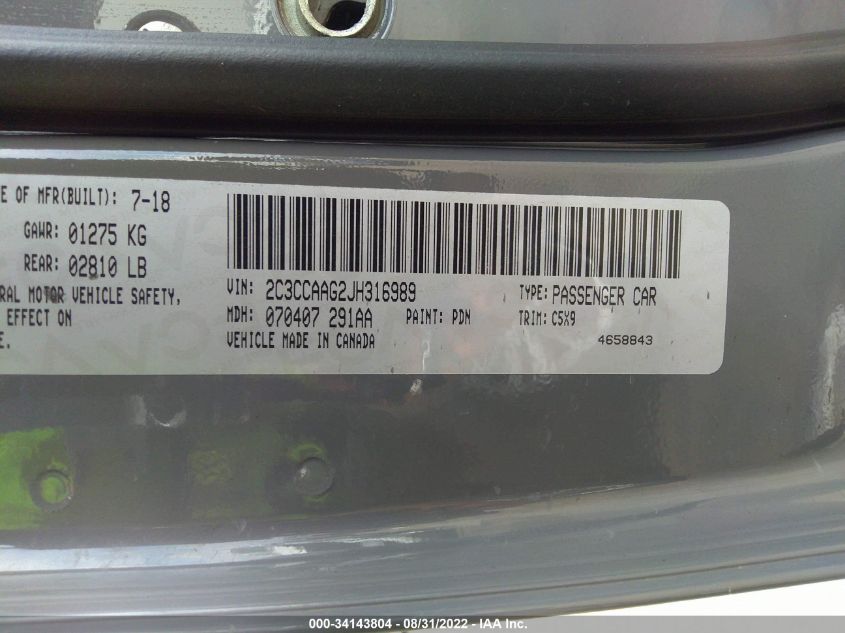 E OF MFR(BUILT): 7-18
GAWR: 01275 KG
REAR: 02810 LB
RAL MOTOR VEHICLE SAFETY,
EFFECT ON
E.
VIN: 2C3CCAAG2JH316989 TYPE: PASSENGER CAR
MDH: 070407 291AA PAINT: PDN TRIM: C5X9
VEHICLE MADE IN CANADA 4658843
000-34143804 - 08/31/2022 - IAA Inc.